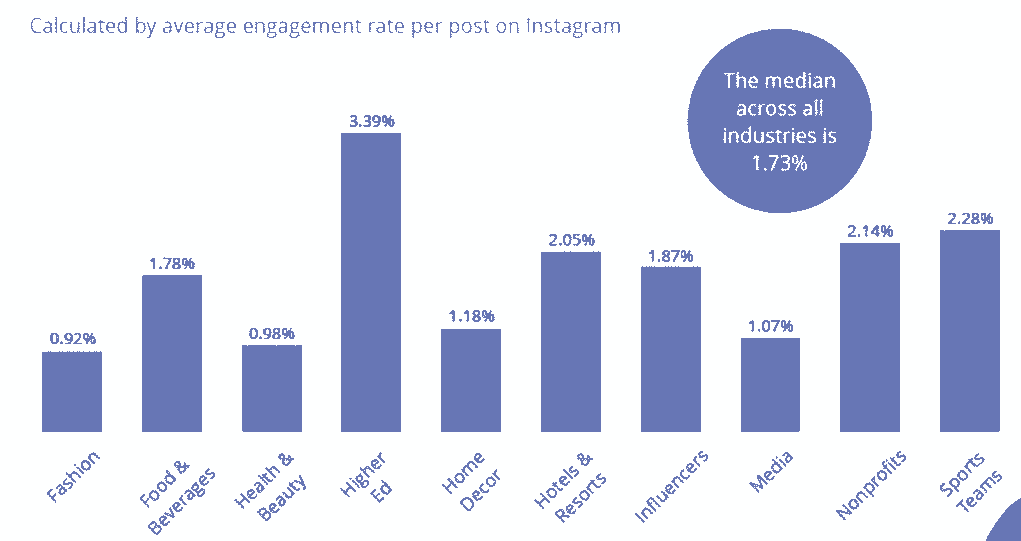 Calculated by average engagement rate per post on Instagram
The median
across all
industries is
1.73%
0.92%
1.78%
0.98%
3.39%
1.18%
2.05%
1.87%
1.07%
2.14%
2.28%
Fashion
Food &
Beverages
Health &
Beauty
Higher
Ed
Home
Decor
Hotels &
Resorts
Influencers
Media
Nonprofits
Sports
Teams